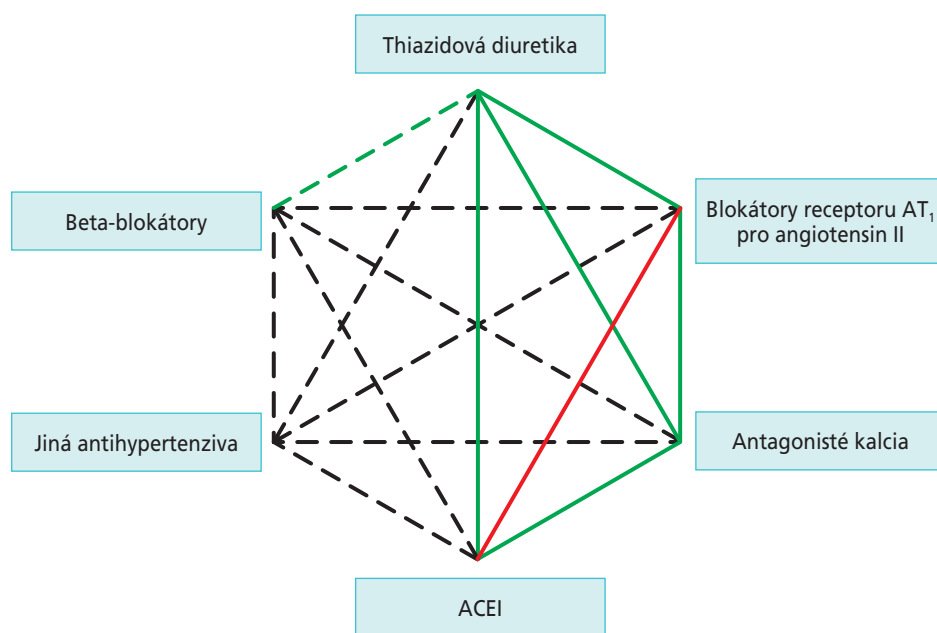 Thiazidová diuretika
Beta-blokátory
Blokátory receptoru AT₁
pro angiotensin II
Jiná antihypertenziva
Antagonisté kalcia
ACEI